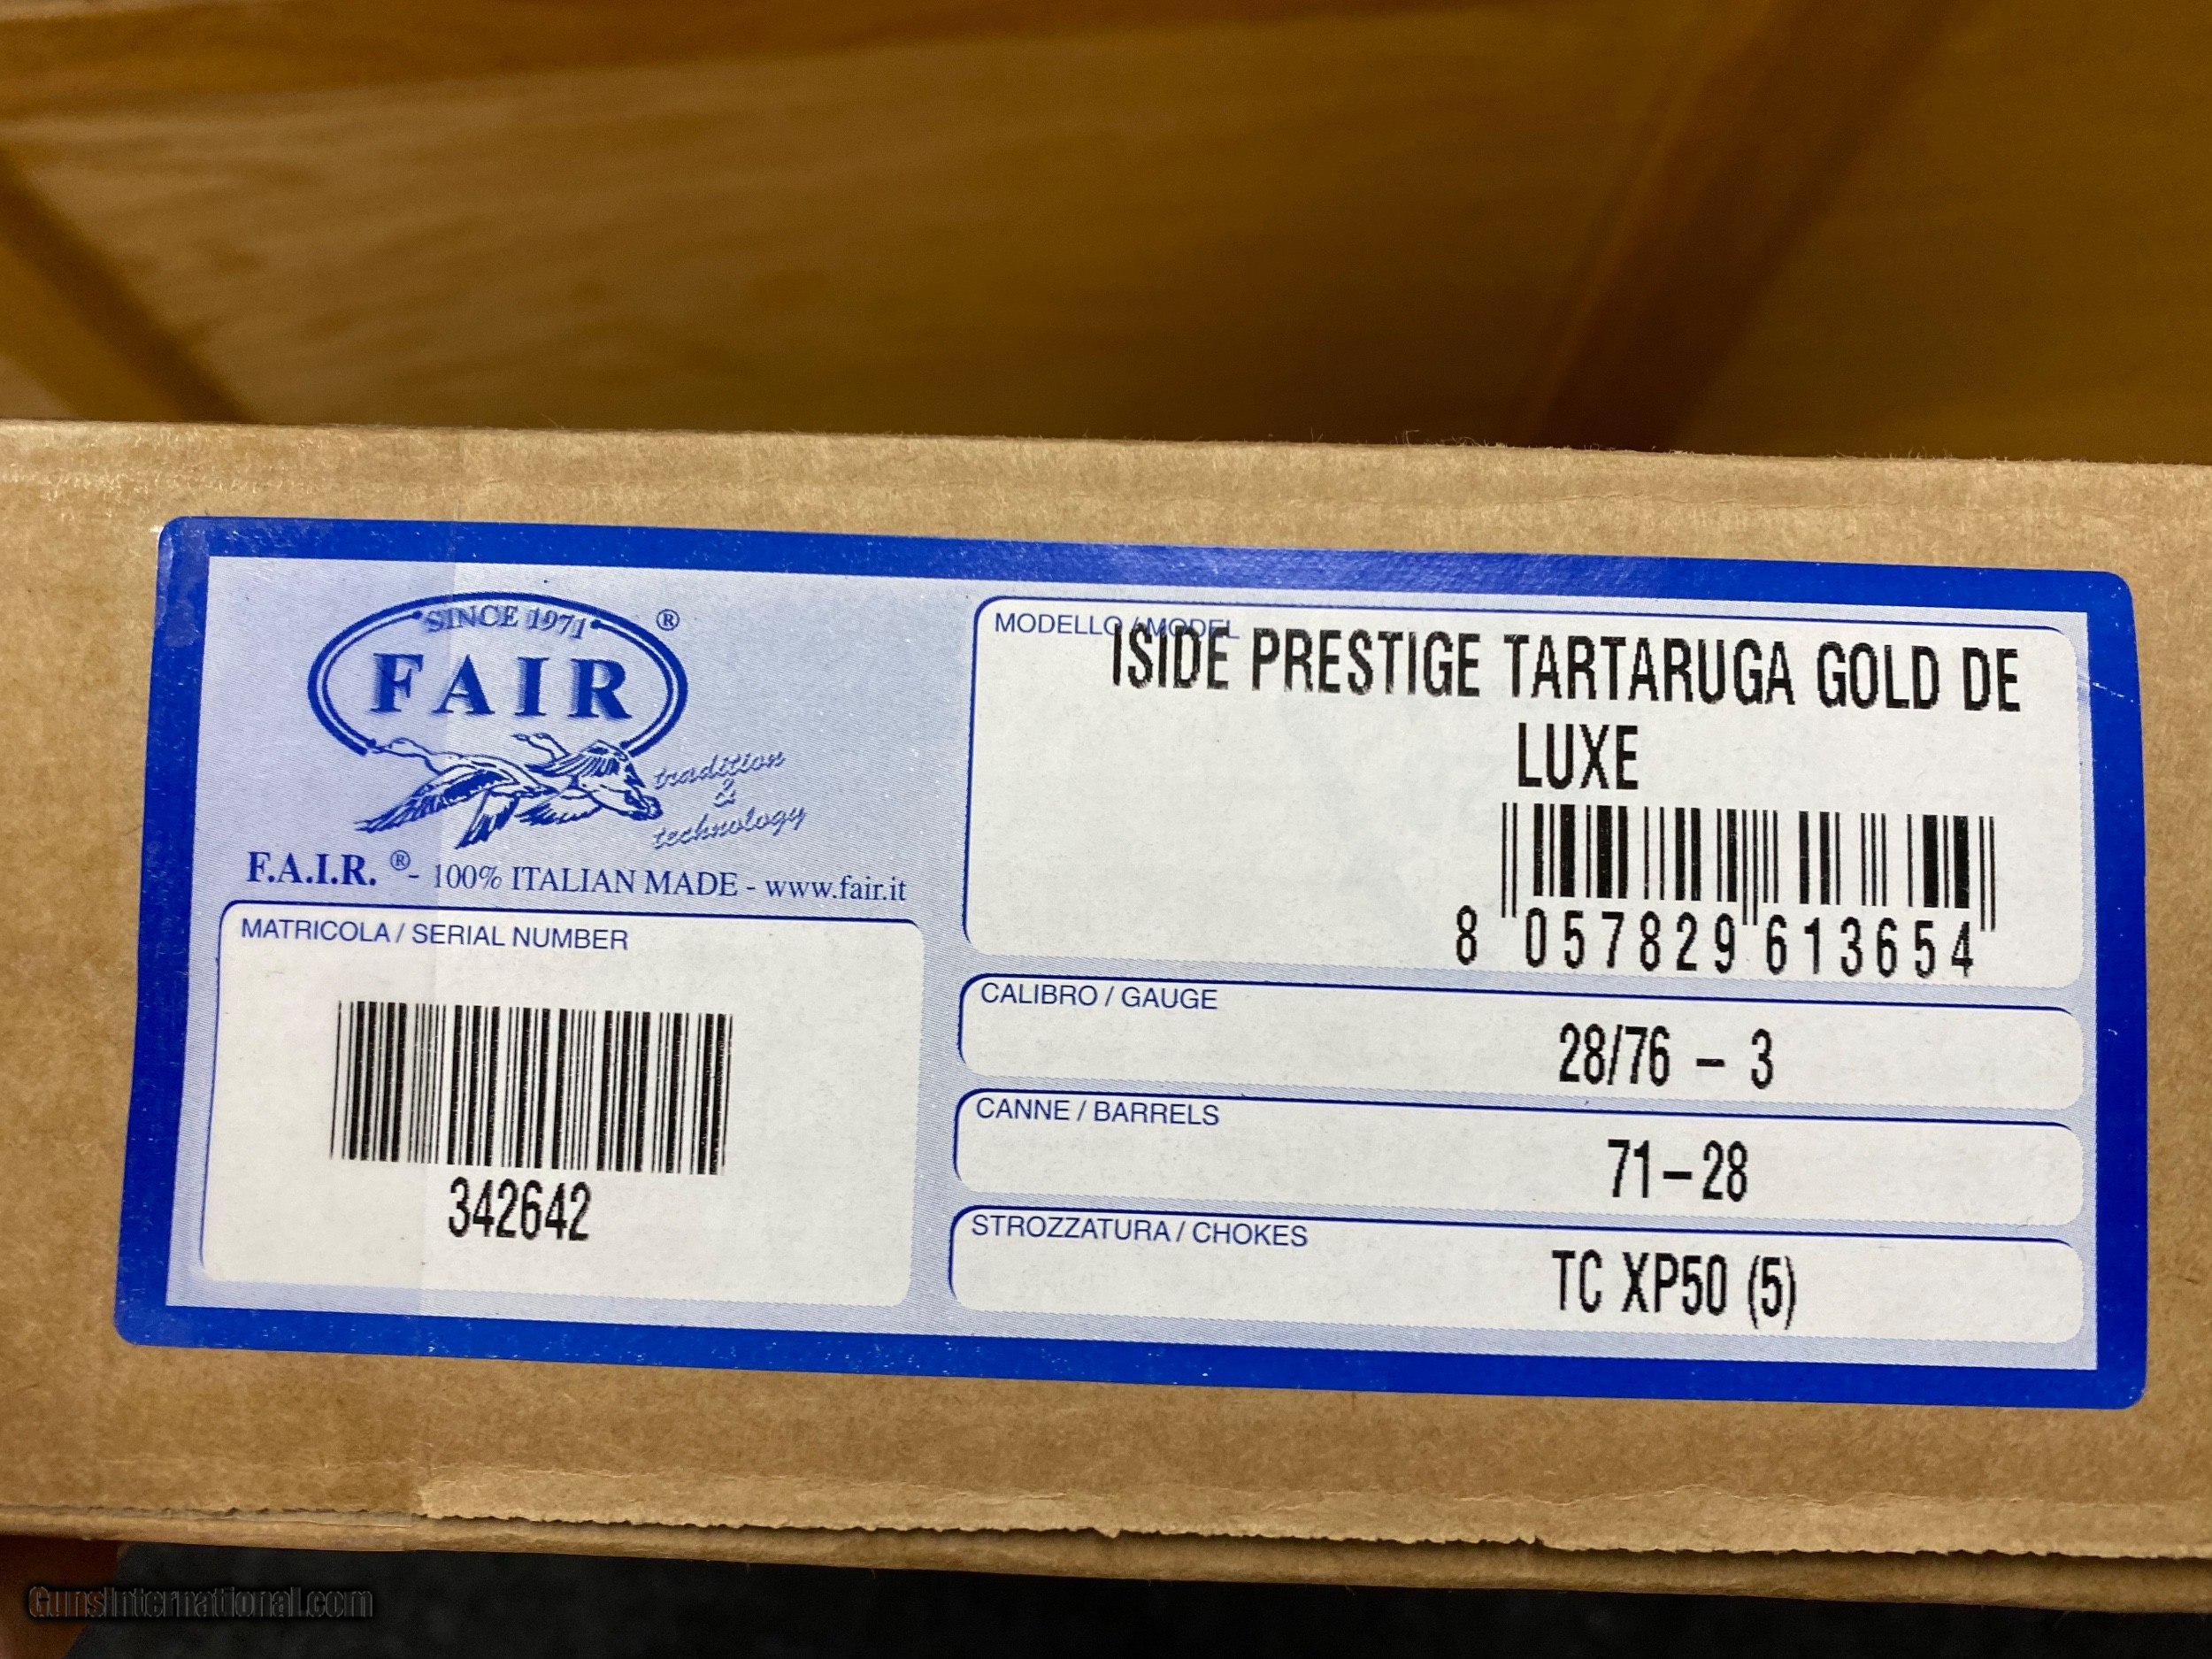 SINCE 1971
FAIR ®
tradition
&
technology
F.A.I.R. ® - 100% ITALIAN MADE - www.fair.it
MATRICOLA / SERIAL NUMBER
342642
MODELLO / MODEL
ISIDE PRESTIGE TARTARUGA GOLD DE
LUXE
8 057829 613654
CALIBRO / GAUGE
28/76 - 3
CANNE / BARRELS
71-28
STROZZATURA / CHOKES
TC XP50 (5)
GunsInternational.com